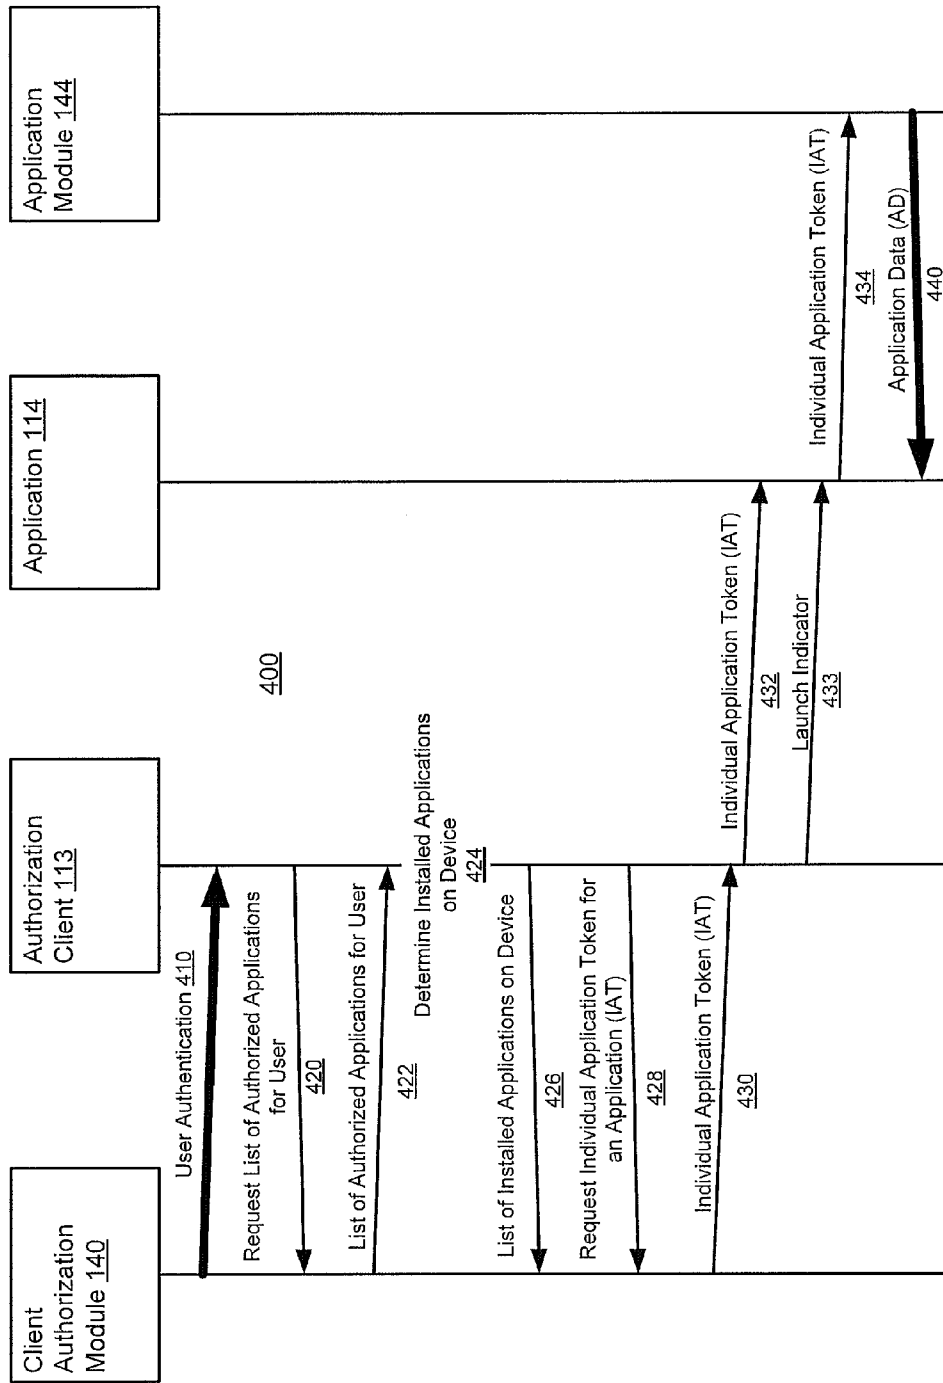 Client
Authorization
Module 140
Authorization
Client 113
Application 114
Application
Module 144
400
User Authentication 410
Request List of Authorized Applications
for User
420
List of Authorized Applications for User
422
Determine Installed Applications
on Device
424
List of Installed Applications on Device
426
Request Individual Application Token for
an Application (IAT)
428
Individual Application Token (IAT)
430
Individual Application Token (IAT)
432
Launch Indicator
433
Individual Application Token (IAT)
434
Application Data (AD)
440